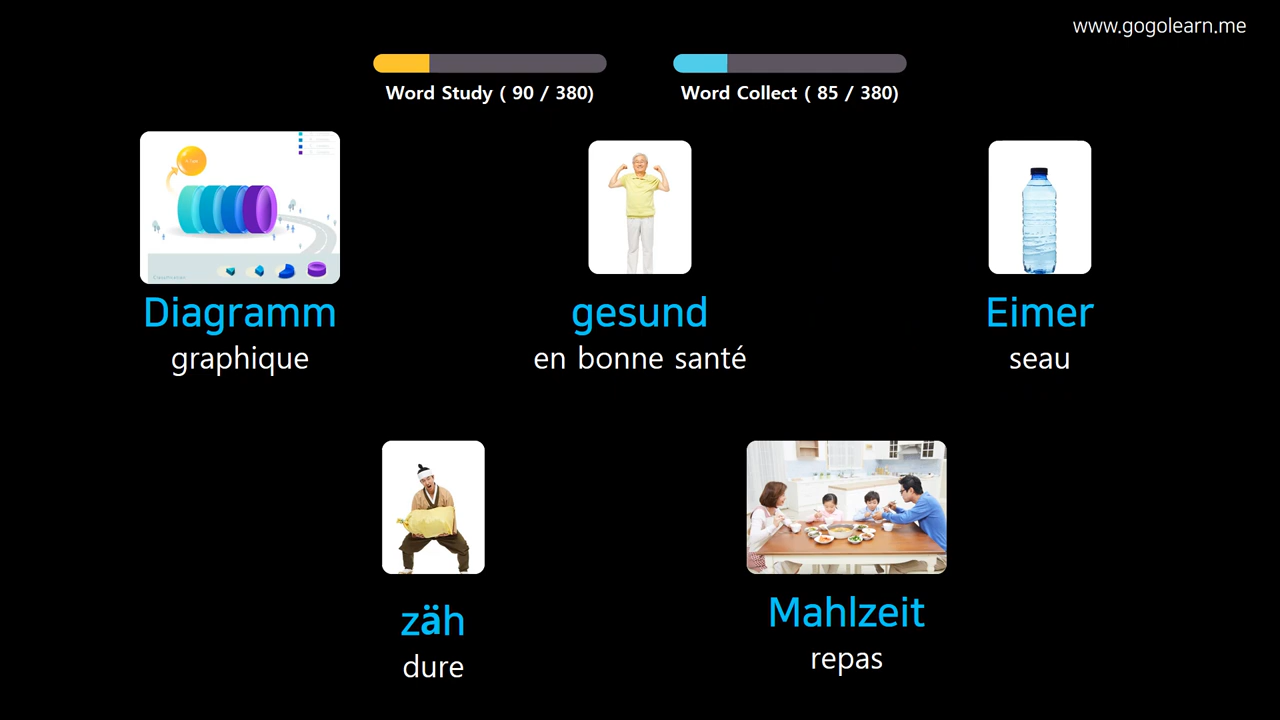 www.gogolearn.me
Word Study ( 90 / 380)
Word Collect ( 85 / 380)
Diagramm
graphique
gesund
en bonne santé
Eimer
seau
zäh
dure
Mahlzeit
repas